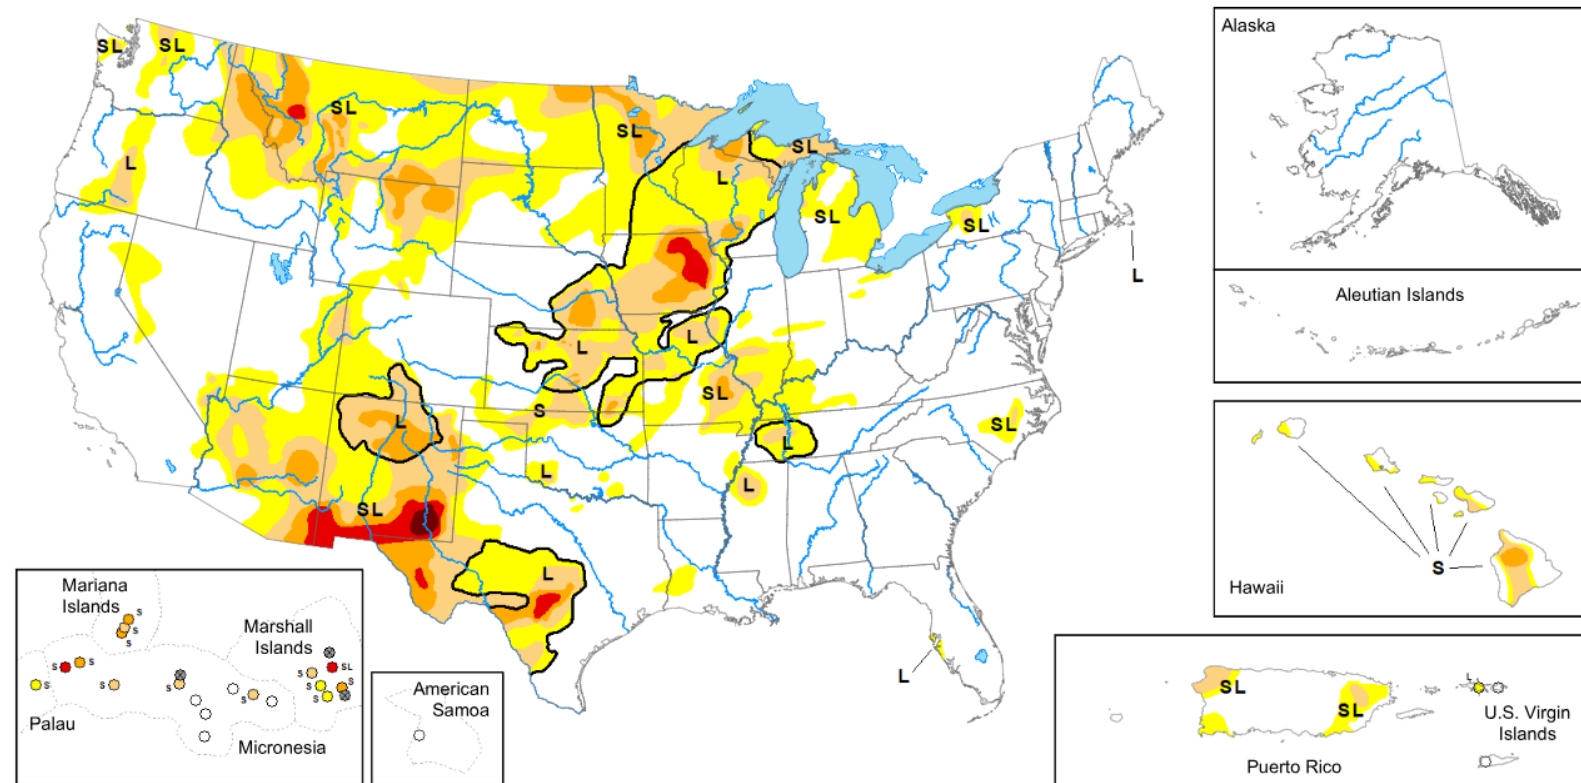 SL
SL
Alaska
SL
SL
L
SL
L
SL
SL
L
Aleutian Islands
L
L
SL
L
S
SL
L
L
L
SL
Hawaii
S
L
L
Mariana
Islands
S
S
Marshall
Islands
S
S
S
SL
S
S
S
S
S
S
S
Palau
Micronesia
American
Samoa
SL
SL
L
U.S. Virgin
Islands
Puerto Rico